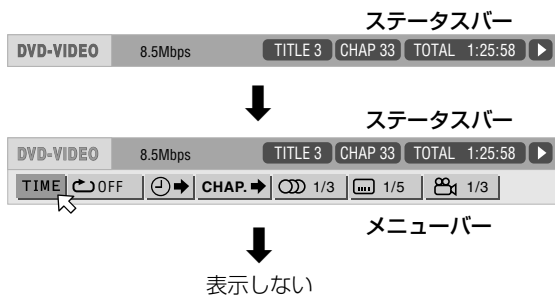 ステータスバー
DVD-VIDEO 8.5Mbps TITLE 3 CHAP 33 TOTAL 1:25:58
ステータスバー
DVD-VIDEO 8.5Mbps TITLE 3 CHAP 33 TOTAL 1:25:58
TIME OFF CHAP. 1/3 1/5 1/3
メニューバー
表示しない